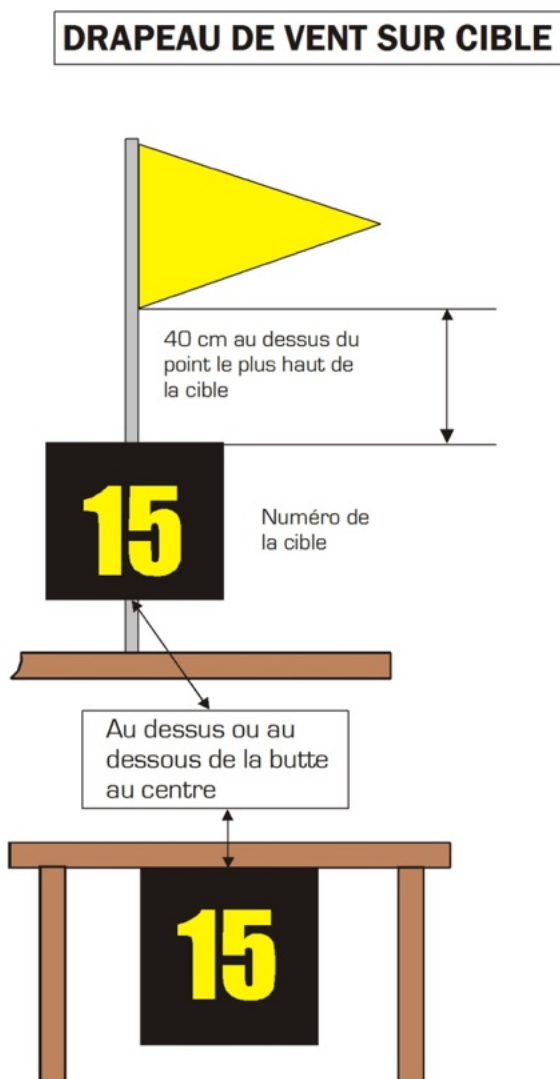 DRAPEAU DE VENT SUR CIBLE
40 cm au dessus du
point le plus haut de
la cible
15
Numéro de
la cible
Au dessus ou au
dessous de la butte
au centre
15